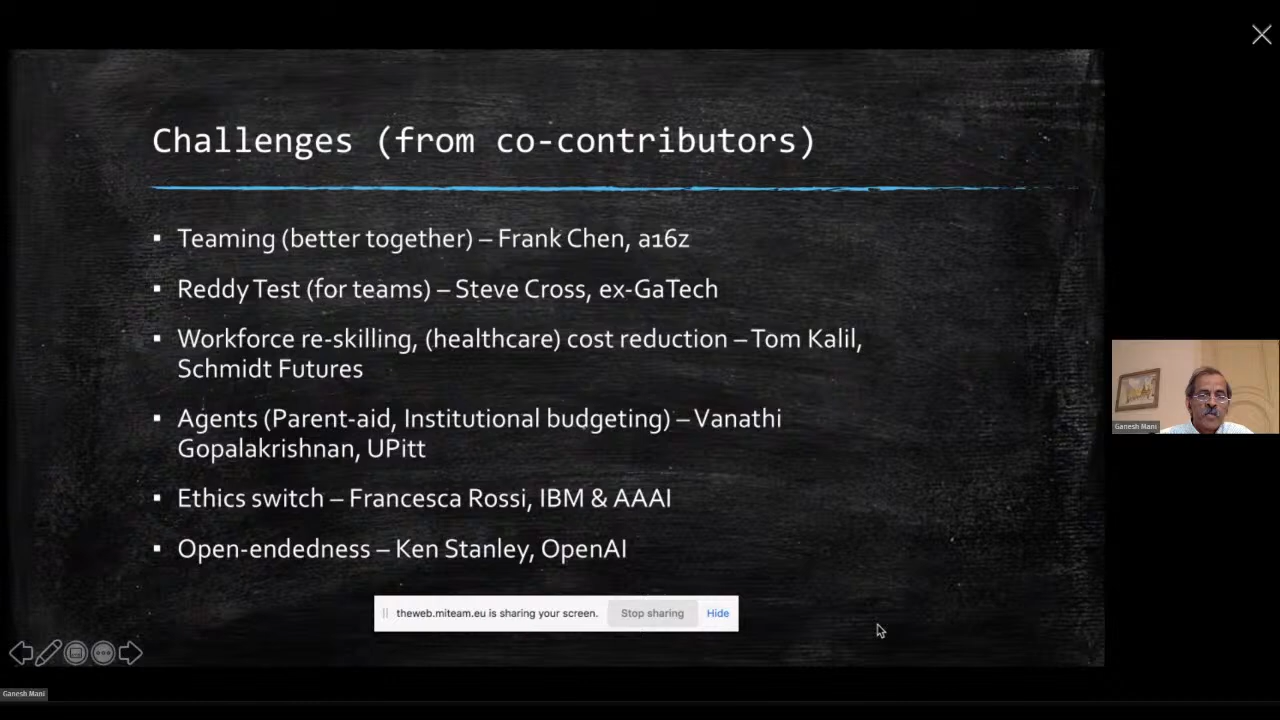 Challenges (from co-contributors)
▪ Teaming (better together) – Frank Chen, a16z
▪ Reddy Test (for teams) – Steve Cross, ex-GaTech
▪ Workforce re-skilling, (healthcare) cost reduction – Tom Kalil,
Schmidt Futures
▪ Agents (Parent-aid, Institutional budgeting) – Vanathi
Gopalakrishnan, UPitt
▪ Ethics switch – Francesca Rossi, IBM & AAAI
▪ Open-endedness – Ken Stanley, OpenAI
theweb.miteam.eu is sharing your screen. Stop sharing Hide
Ganesh Mani
Ganesh Mani